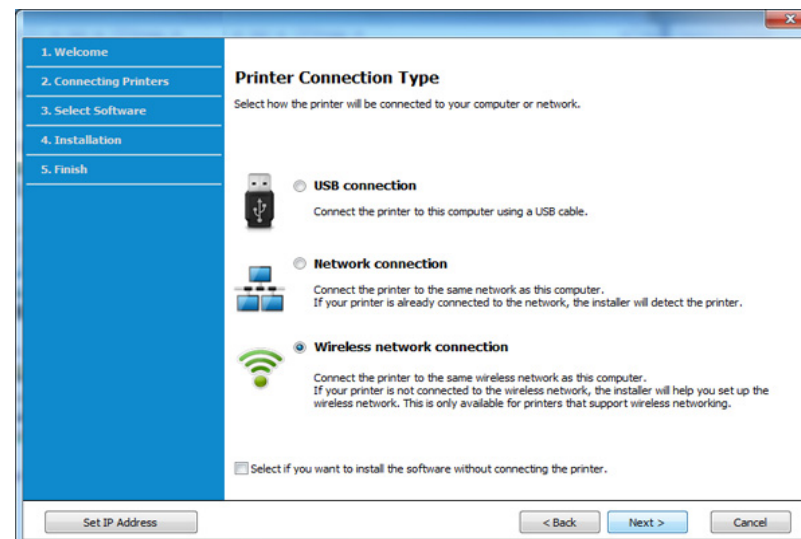 1. Welcome
2. Connecting Printers
3. Select Software
4. Installation
5. Finish
Printer Connection Type
Select how the printer will be connected to your computer or network.
USB connection
Connect the printer to this computer using a USB cable.
Network connection
Connect the printer to the same network as this computer.
If your printer is already connected to the network, the installer will detect the printer.
Wireless network connection
Connect the printer to the same wireless network as this computer.
If your printer is not connected to the wireless network, the installer will help you set up the
wireless network. This is only available for printers that support wireless networking.
Select if you want to install the software without connecting the printer.
Set IP Address
< Back
Next >
Cancel